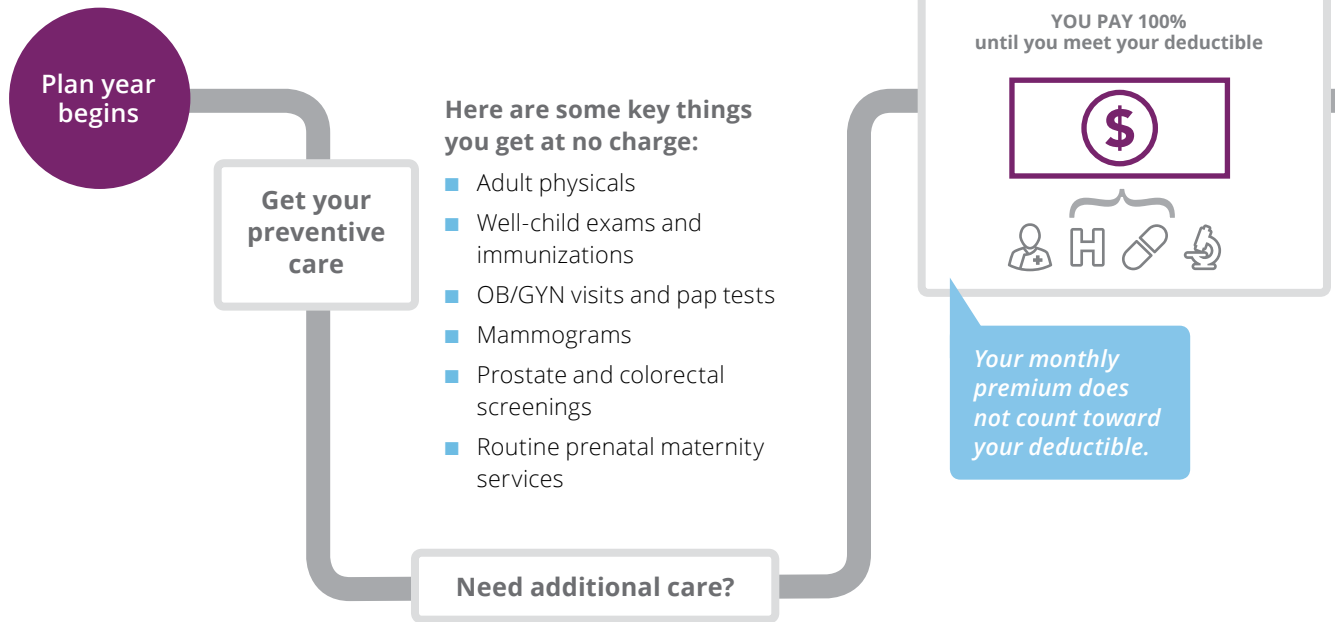 Plan year
begins
Get your
preventive
care
Here are some key things
you get at no charge:
Adult physicals
Well-child exams and
immunizations
OB/GYN visits and pap tests
Mammograms
Prostate and colorectal
screenings
Routine prenatal maternity
services
Need additional care?
YOU PAY 100%
until you meet your deductible
$
H
Your monthly
premium does
not count toward
your deductible.